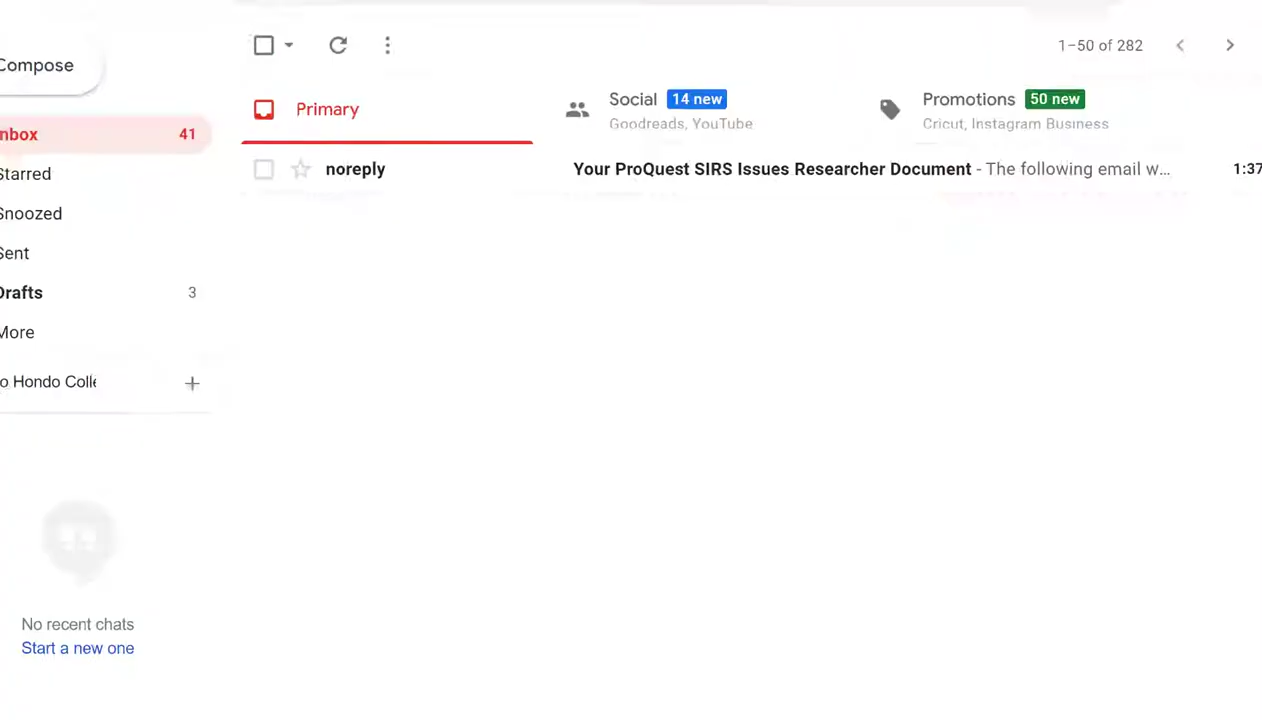 1–50 of 282
Compose
Primary
Social 14 new
Goodreads, YouTube
Promotions 50 new
Cricut, Instagram Business
nbox 41
Starred
noreply Your ProQuest SIRS Issues Researcher Document - The following email w... 1:37
Snoozed
Sent
Drafts 3
More
o Hondo Colle
No recent chats
Start a new one